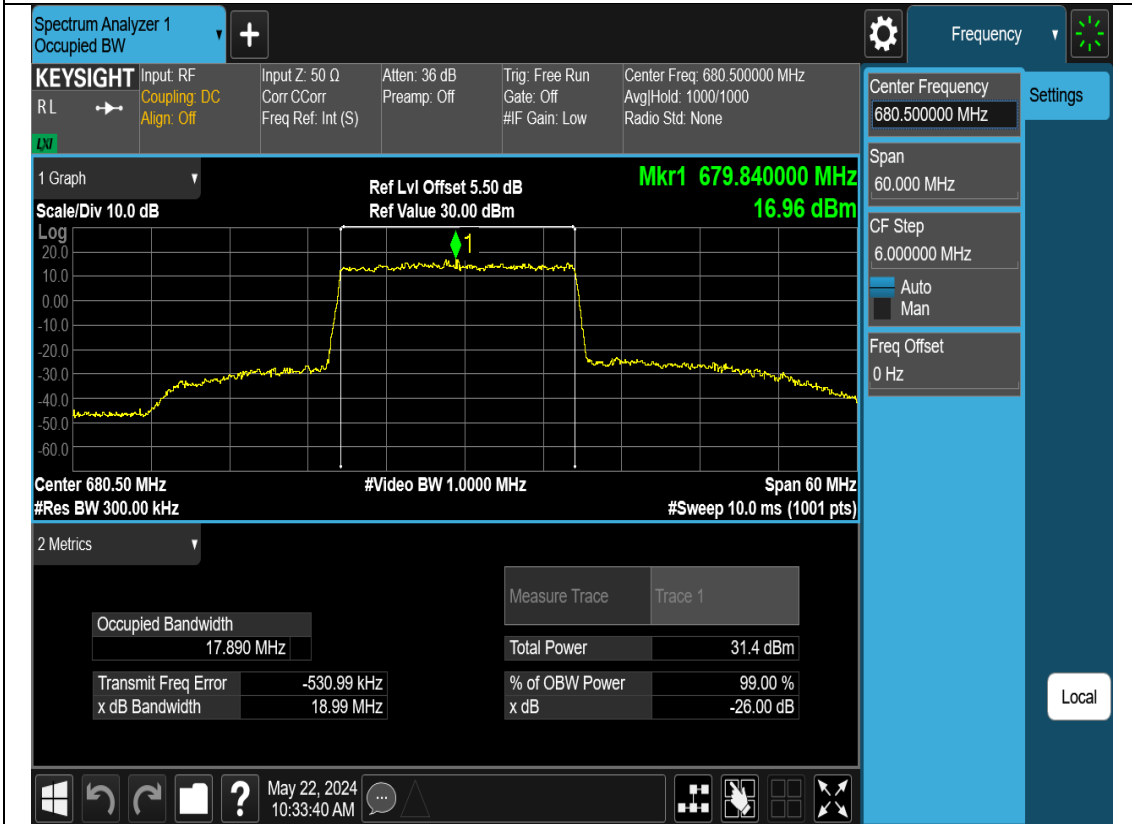 Spectrum Analyzer 1
Occupied BW
+
Frequency
KEYSIGHT
RL
LXI
Input: RF
Coupling: DC
Align: Off
Input Z: 50 Ω
Corr CCorr
Freq Ref: Int (S)
Atten: 36 dB
Preamp: Off
Trig: Free Run
Gate: Off
#IF Gain: Low
Center Freq: 680.500000 MHz
Avg|Hold: 1000/1000
Radio Std: None
Center Frequency
680.500000 MHz
Settings
Span
60.000 MHz
CF Step
6.000000 MHz
Auto
Man
Freq Offset
0 Hz
Local
1 Graph
Ref Lvl Offset 5.50 dB
Mkr1 679.840000 MHz
Scale/Div 10.0 dB
Ref Value 30.00 dBm
16.96 dBm
Log
1
20.0
10.0
0.00
-10.0
-20.0
-30.0
-40.0
-50.0
-60.0
Center 680.50 MHz
#Video BW 1.0000 MHz
Span 60 MHz
#Res BW 300.00 kHz
#Sweep 10.0 ms (1001 pts)
2 Metrics
Measure Trace Trace 1
Occupied Bandwidth
17.890 MHz
Total Power 31.4 dBm
Transmit Freq Error -530.99 kHz
% of OBW Power 99.00 %
x dB Bandwidth 18.99 MHz
x dB -26.00 dB
?
May 22, 2024
10:33:40 AM